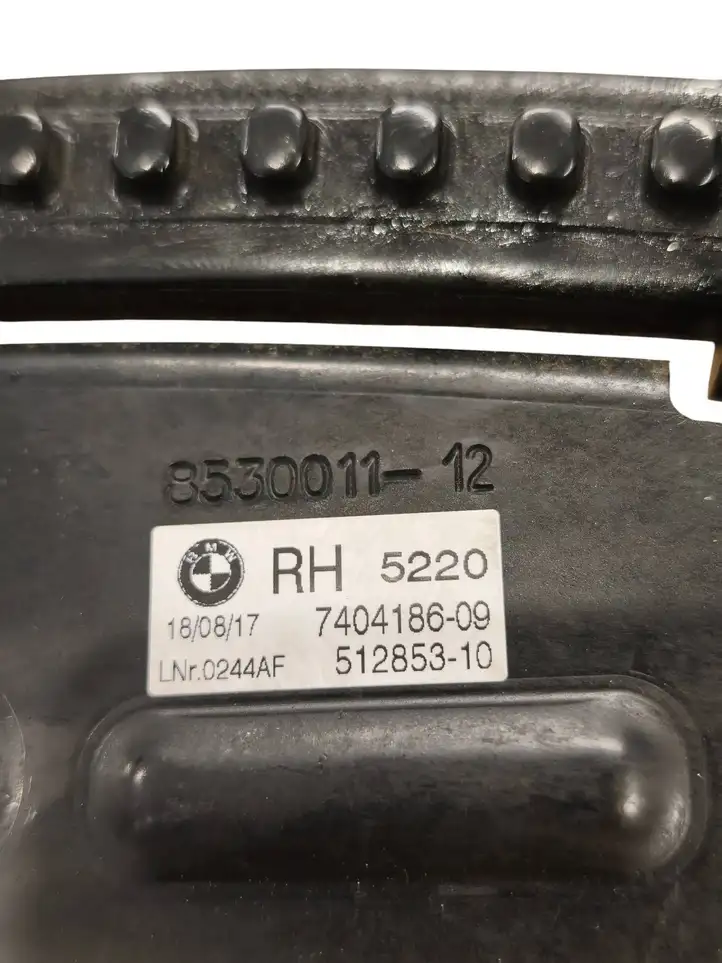 8530011-12
BMW
RH 5220
18/08/17 7404186-09
LNr.0244AF 512853-10